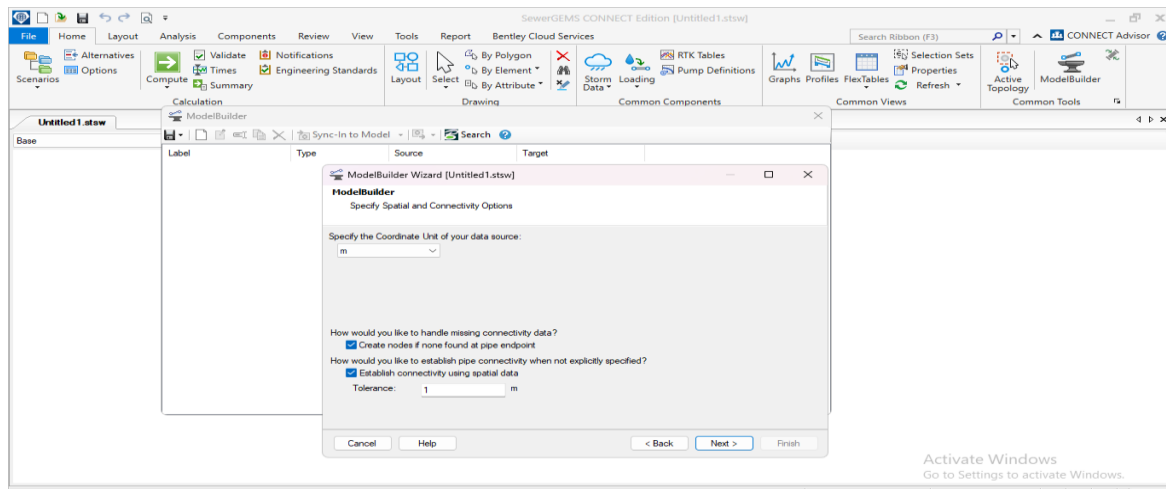 SewerGEMS CONNECT Edition [Untitled1.stsw]
File Home Layout Analysis Components Review View Tools Report Bentley Cloud Services Search Ribbon (F3) CONNECT Advisor
Scenarios
Alternatives
Options
Compute
Validate
Times
Summary
Notifications
Engineering Standards
Calculation
Layout
Select
By Polygon
By Element
By Attribute
Drawing
Storm Data
Loading
RTK Tables
Pump Definitions
Common Components
Graphs Profiles FlexTables
Selection Sets
Properties
Refresh
Common Views
Active Topology
ModelBuilder
Common Tools
Untitled1.stsw
Base
ModelBuilder
Sync-In to Model Search
Label Type Source Target
ModelBuilder Wizard [Untitled1.stsw]
ModelBuilder
Specify Spatial and Connectivity Options
Specify the Coordinate Unit of your data source:
m
How would you like to handle missing connectivity data?
Create nodes if none found at pipe endpoint
How would you like to establish pipe connectivity when not explicitly specified?
Establish connectivity using spatial data
Tolerance: 1 m
Cancel Help < Back Next > Finish
Activate Windows
Go to Settings to activate Windows.